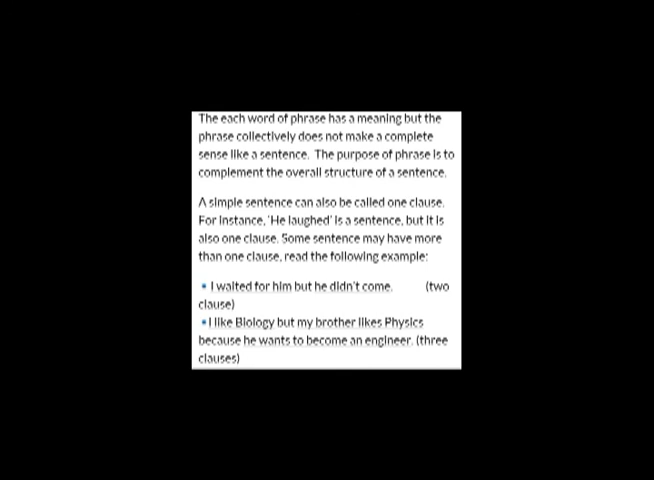 The each word of phrase has a meaning but the
phrase collectively does not make a complete
sense like a sentence. The purpose of phrase is to
complement the overall structure of a sentence.
A simple sentence can also be called one clause.
For instance, 'He laughed' is a sentence, but it is
also one clause. Some sentence may have more
than one clause, read the following example:
• I waited for him but he didn't come. (two
clause)
• I like Biology but my brother likes Physics
because he wants to become an engineer. (three
clauses)